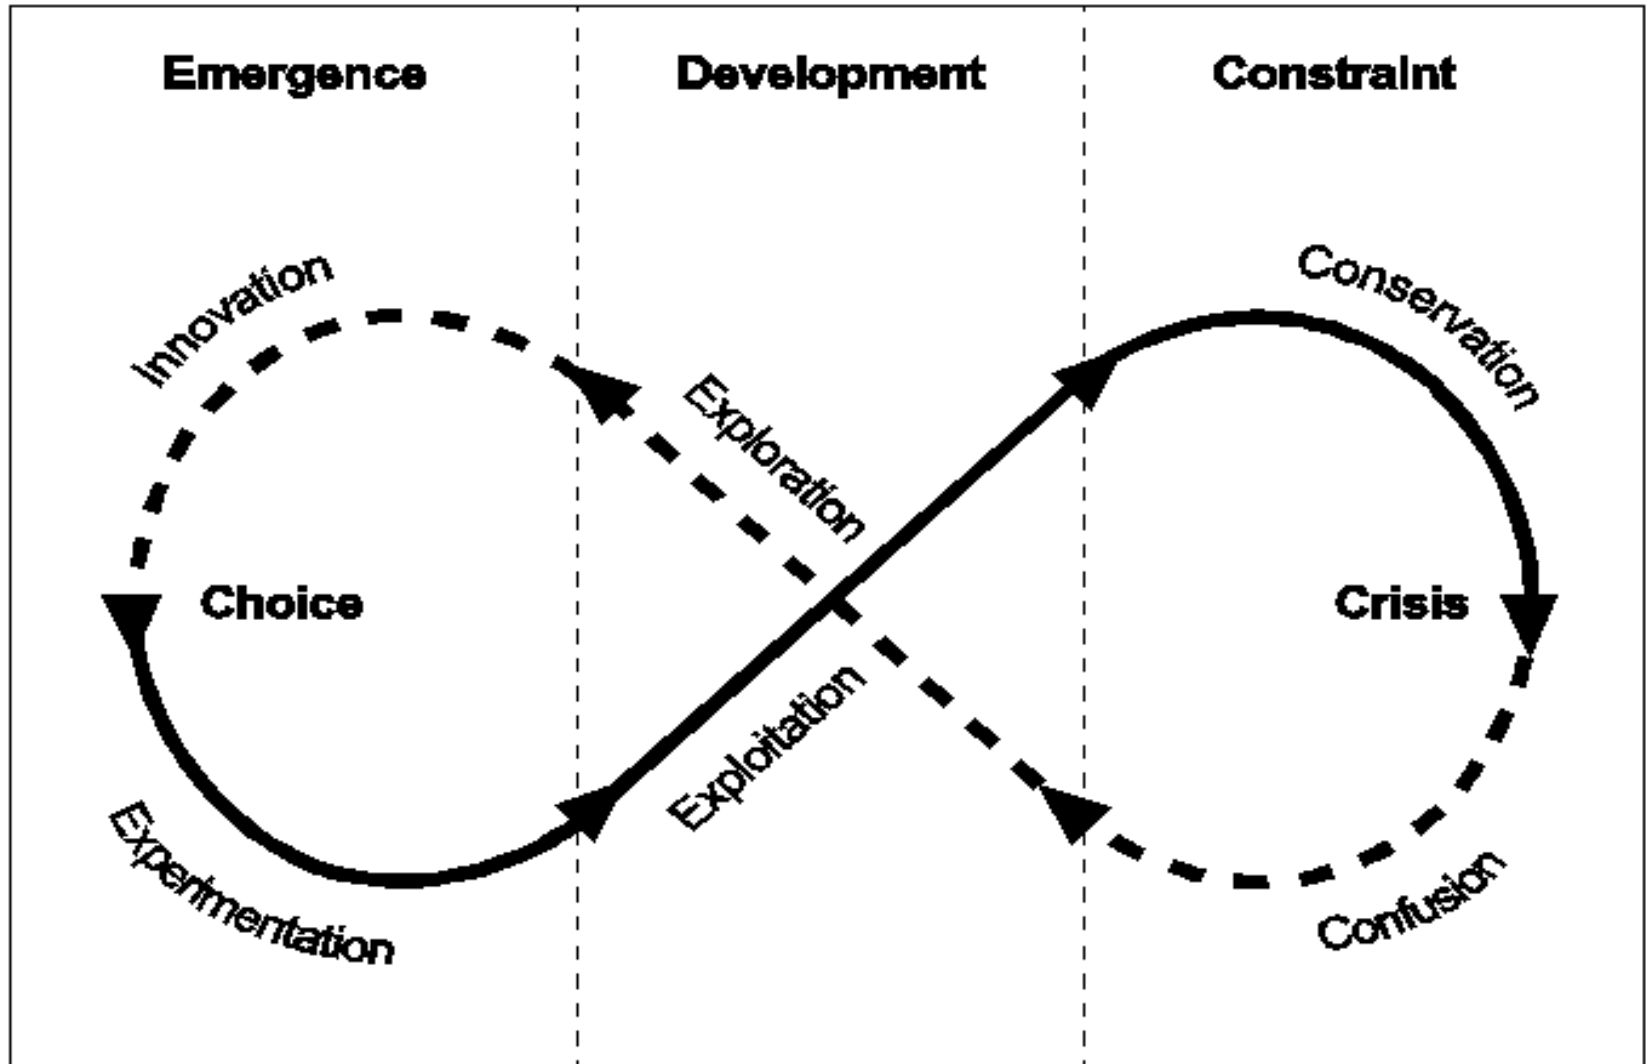 Emergence
Development
Constraint
Innovation
Exploration
Conservation
Choice
Crisis
Experimentation
Exploitation
Confusion